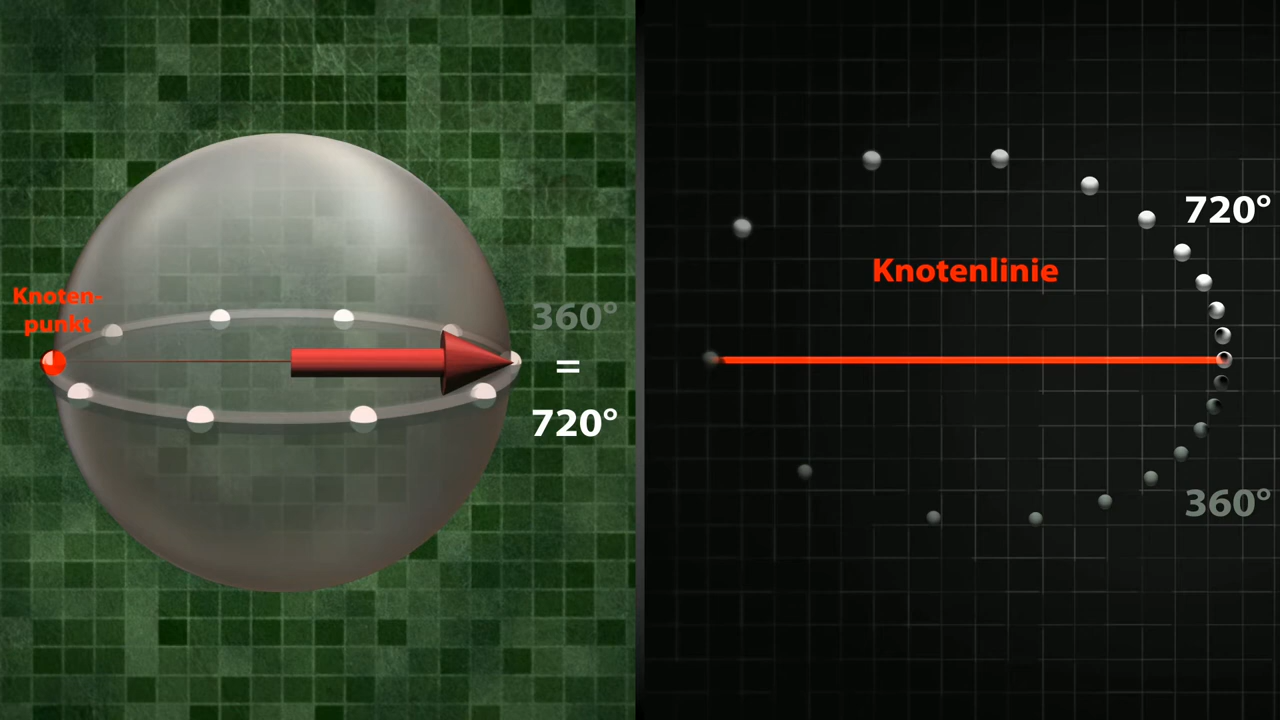 Knoten-
punkt
360°
=
720°
Knotenlinie
720°
360°